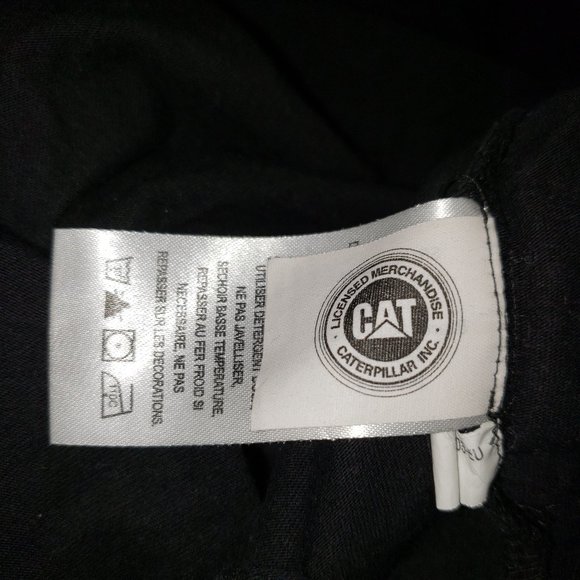 LICENSED MERCHANDISE
CAT
CATERPILLAR INC.
UTILISER DETERGENT
NE PAS JAVELLISER,
SECHOIR BASSE TEMPERATURE,
REPASSER AU FER FROID SI
NECESSAIRE, NE PAS
REPASSER SUR LES DECORATIONS.
110C